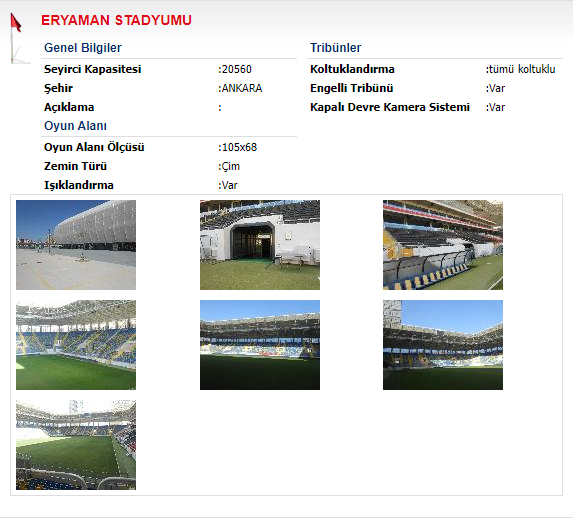 ERYAMAN STADYUMU
Genel Bilgiler
Seyirci Kapasitesi :20560
Şehir :ANKARA
Açıklama :
Oyun Alanı
Oyun Alanı Ölçüsü :105x68
Zemin Türü :Çim
Işıklandırma :Var
Tribünler
Koltuklandırma :tümü koltuklu
Engelli Tribünü :Var
Kapalı Devre Kamera Sistemi :Var